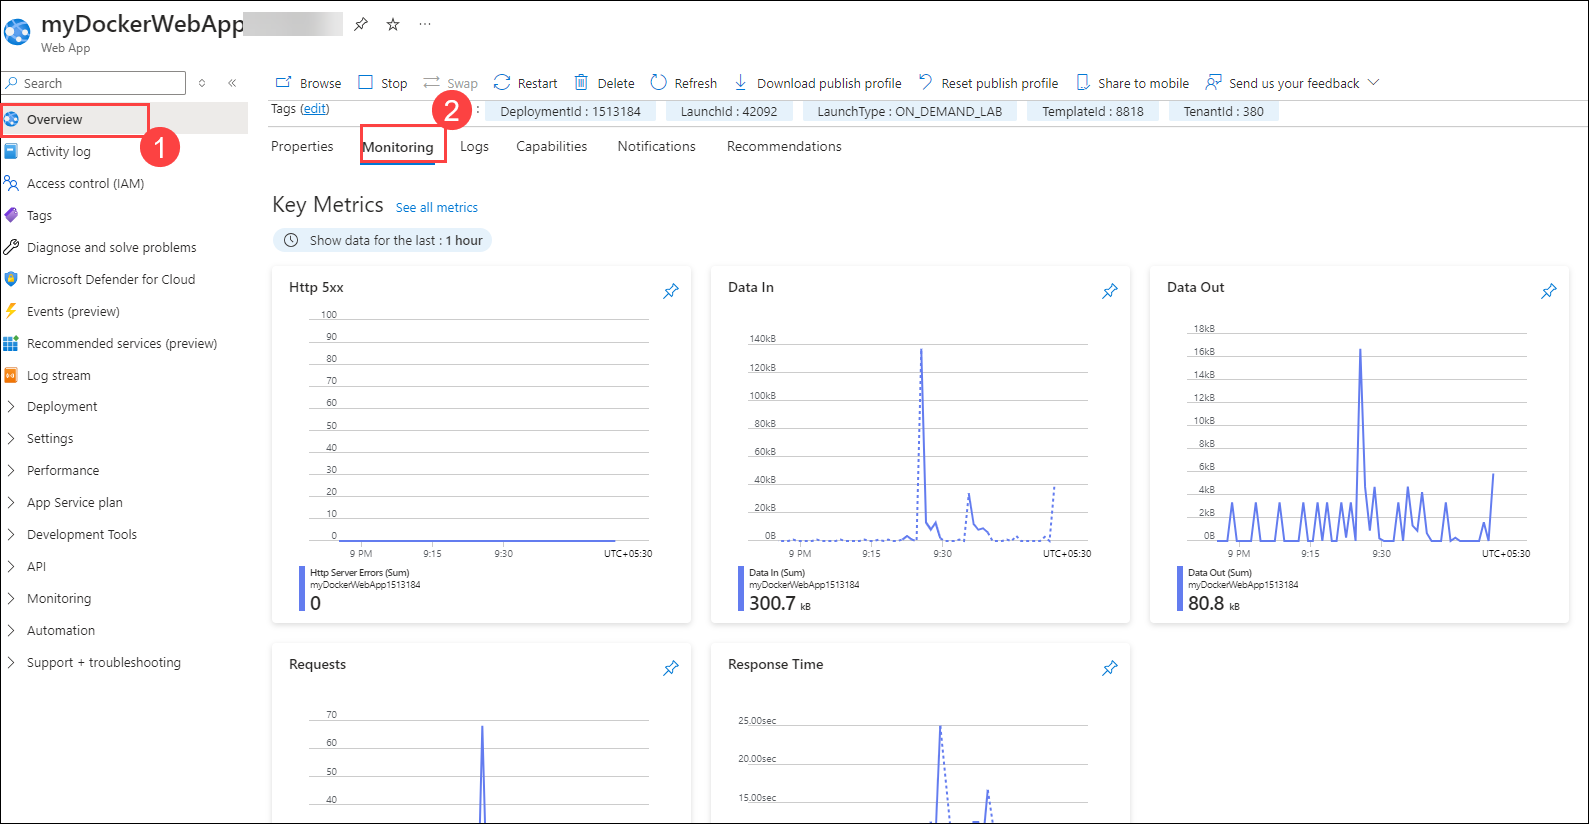 myDockerWebApp
Web App
Search
Browse Stop Swap Restart Delete Refresh Download publish profile Reset publish profile Share to mobile Send us your feedback
Overview
1
Activity log
Access control (IAM)
Tags
Diagnose and solve problems
Microsoft Defender for Cloud
Events (preview)
Recommended services (preview)
Log stream
Deployment
Settings
Performance
App Service plan
Development Tools
API
Monitoring
Automation
Support + troubleshooting
Tags (edit) : DeploymentId : 1513184 LaunchId : 42092 LaunchType : ON_DEMAND_LAB TemplateId : 8818 TenantId : 380
2
Properties Monitoring Logs Capabilities Notifications Recommendations
Key Metrics See all metrics
Show data for the last : 1 hour
Http 5xx
100
90
80
70
60
50
40
30
20
10
0
9 PM 9:15 9:30 UTC+05:30
Http Server Errors (Sum)
myDockerWebApp1513184
0
Data In
140kB
120kB
100kB
80kB
60kB
40kB
20kB
0B
9 PM 9:15 9:30 UTC+05:30
Data In (Sum)
myDockerWebApp1513184
300.7 kB
Data Out
18kB
16kB
14kB
12kB
10kB
8kB
6kB
4kB
2kB
0B
9 PM 9:15 9:30 UTC+05:30
Data Out (Sum)
myDockerWebApp1513184
80.8 kB
Requests
70
60
50
40
Response Time
25.00sec
20.00sec
15.00sec